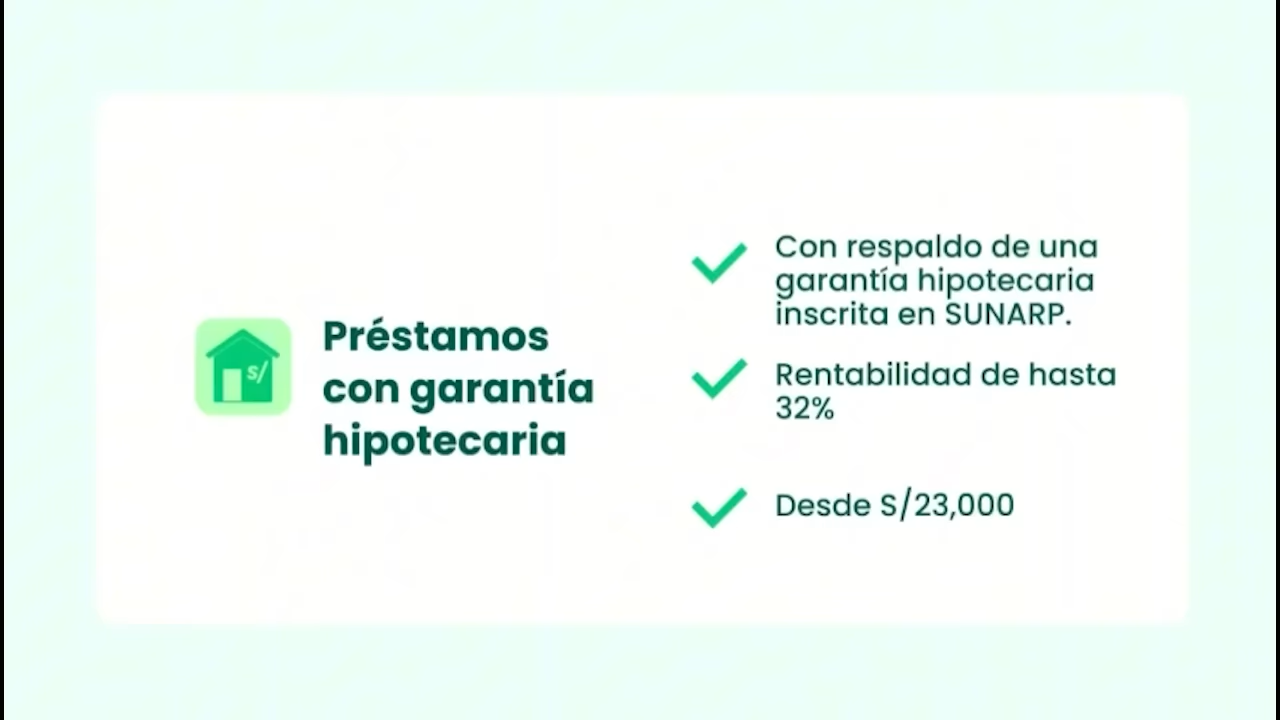 Préstamos
con garantía
hipotecaria
S/
Con respaldo de una
garantía hipotecaria
inscrita en SUNARP.
Rentabilidad de hasta
32%
Desde S/23,000